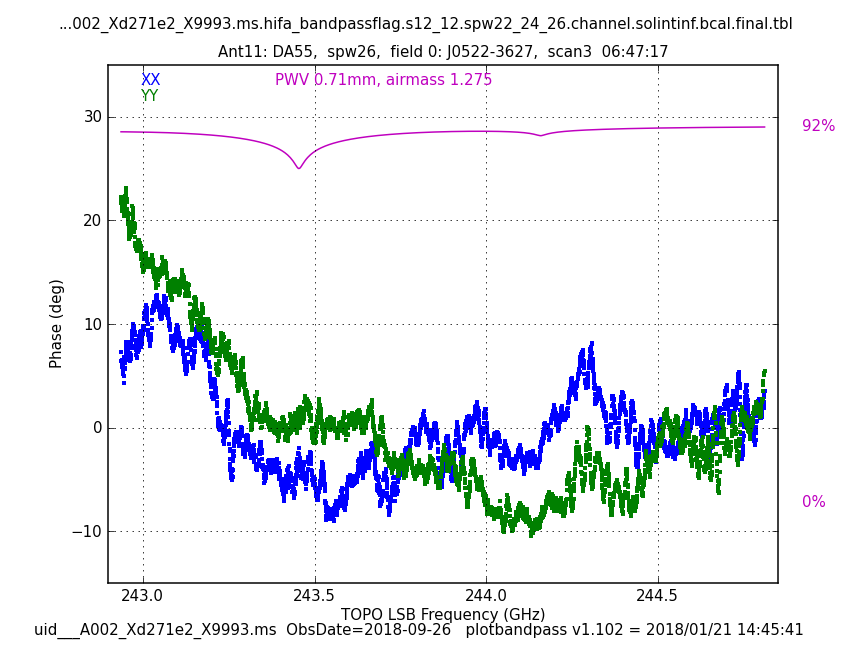 ...002_Xd271e2_X9993.ms.hifa_bandpassflag.s12_12.spw22_24_26.channel.solintinf.bcal.final.tbl
Ant11: DA55,  spw26,  field 0: J0522-3627,  scan3  06:47:17
XX
YY
PWV 0.71mm, airmass 1.275
92%
0%
30
20
10
0
−10
Phase (deg)
243.0
243.5
244.0
244.5
TOPO LSB Frequency (GHz)
uid___A002_Xd271e2_X9993.ms  ObsDate=2018-09-26   plotbandpass v1.102 = 2018/01/21 14:45:41